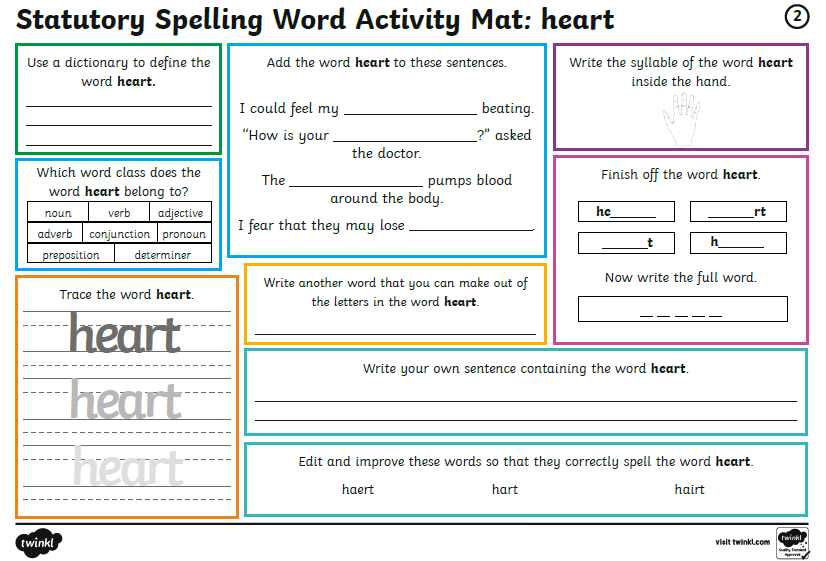 Statutory Spelling Word Activity Mat: heart
2
Use a dictionary to define the
word heart.
Add the word heart to these sentences.
I could feel my ________ beating.
“How is your ________?” asked
the doctor.
The ________ pumps blood
around the body.
I fear that they may lose ________.
Write the syllable of the word heart
inside the hand.
Which word class does the
word heart belong to?
noun verb adjective
adverb conjunction pronoun
preposition determiner
Finish off the word heart.
he______ ______rt
______t h______
Now write the full word.
_ _ _ _ _
Trace the word heart.
heart
heart
heart
Write another word that you can make out of
the letters in the word heart.
Write your own sentence containing the word heart.
Edit and improve these words so that they correctly spell the word heart.
haert hart hairt
twinkl
visit twinkl.com
twinkl
Quality Standard
Approved